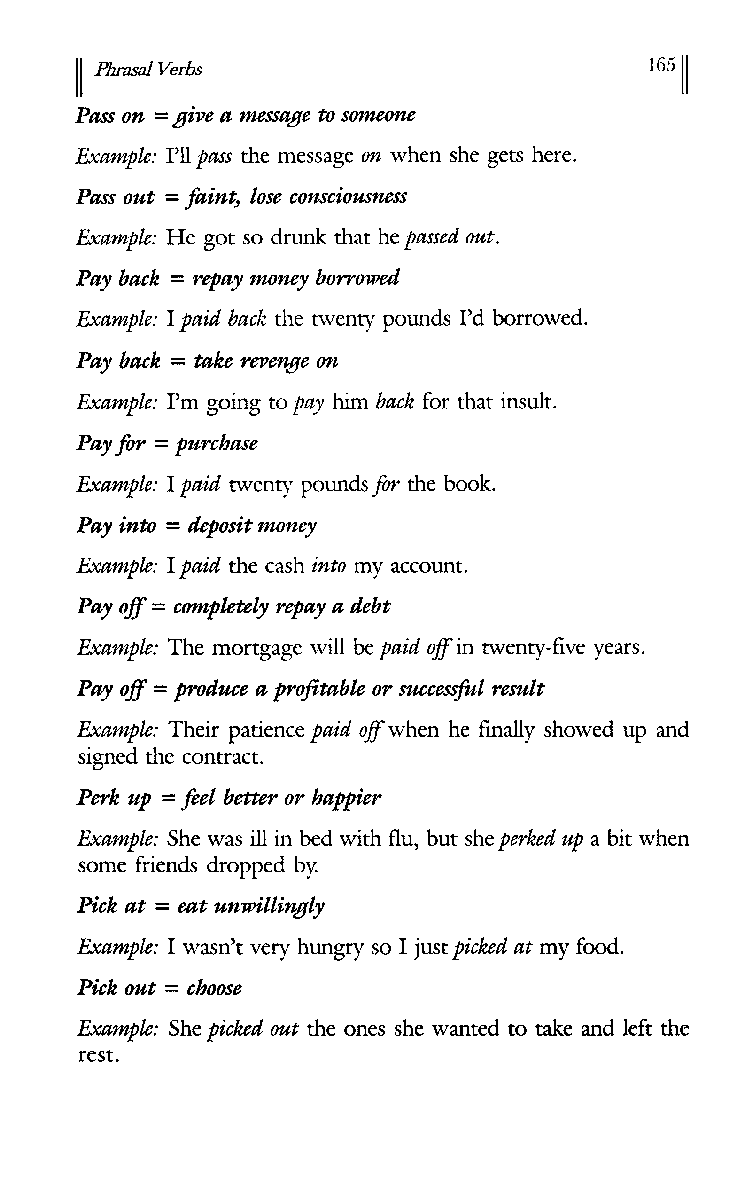 Phrasal Verbs 165
Pass on = give a message to someone
Example: I'll pass the message on when she gets here.
Pass out = faint, lose consciousness
Example: He got so drunk that he passed out.
Pay back = repay money borrowed
Example: I paid back the twenty pounds I'd borrowed.
Pay back = take revenge on
Example: I'm going to pay him back for that insult.
Pay for = purchase
Example: I paid twenty pounds for the book.
Pay into = deposit money
Example: I paid the cash into my account.
Pay off = completely repay a debt
Example: The mortgage will be paid off in twenty-five years.
Pay off = produce a profitable or successful result
Example: Their patience paid off when he finally showed up and
signed the contract.
Perk up = feel better or happier
Example: She was ill in bed with flu, but she perked up a bit when
some friends dropped by.
Pick at = eat unwillingly
Example: I wasn't very hungry so I just picked at my food.
Pick out = choose
Example: She picked out the ones she wanted to take and left the
rest.